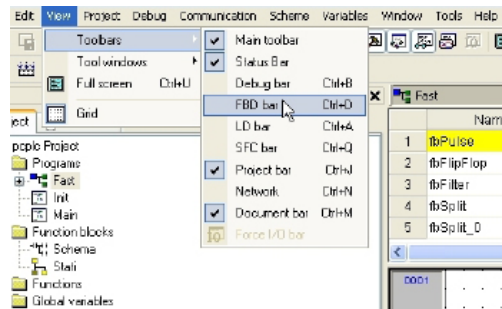 Edit View Project Debug Communication Scheme Variables Window Tools Help
Toolbars
Main toolbar
Tool windows
Status Bar
Full screen Ctrl+U
Debug bar Ctrl+B
FBD bar Ctrl+D
Grid
LD bar Ctrl+A
SFC bar Ctrl+Q
Project bar Ctrl+J
Network Ctrl+N
Document bar Ctrl+M
Force I/O bar
Fast
Nam
1 fbPulse
2 fbFlipFlop
3 fbFilter
4 fbSplit
5 fbSplit_0
0001
ject
Project
Programs
Fast
Init
Main
Function blocks
Schema
Stati
Functions
Global variables